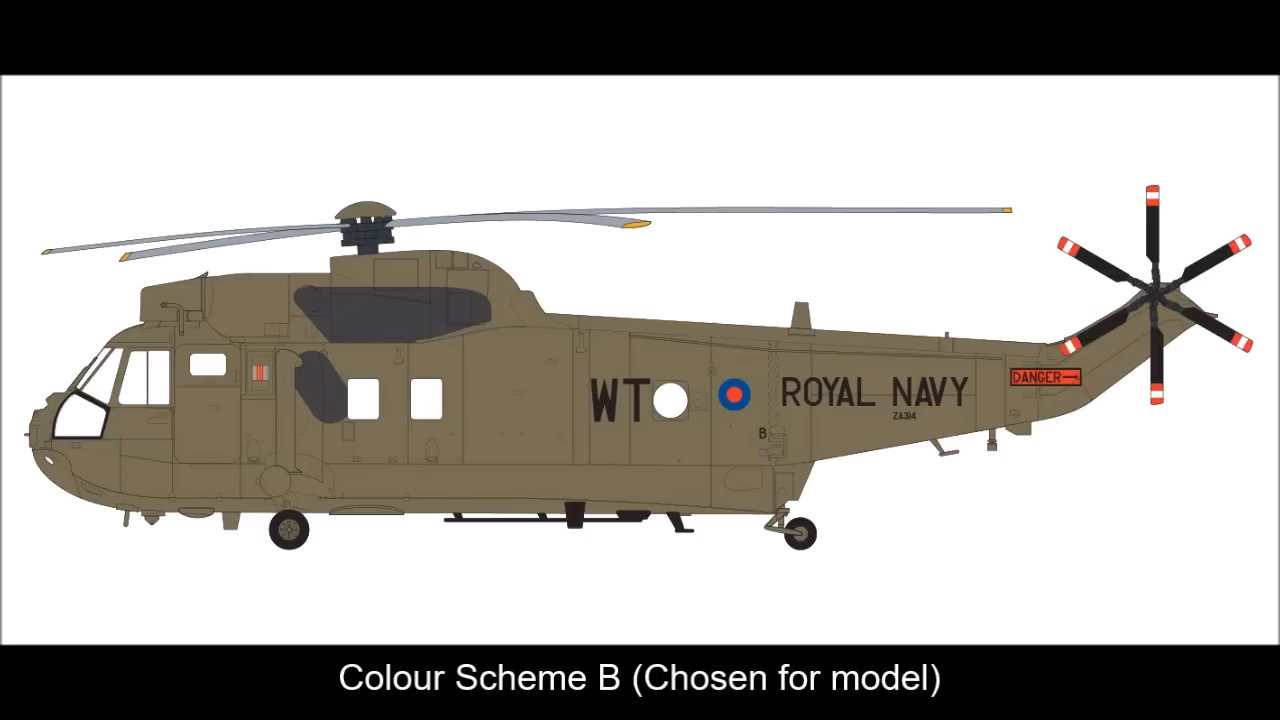 WT
ROYAL NAVY
ZA314
B
DANGER
Colour Scheme B (Chosen for model)